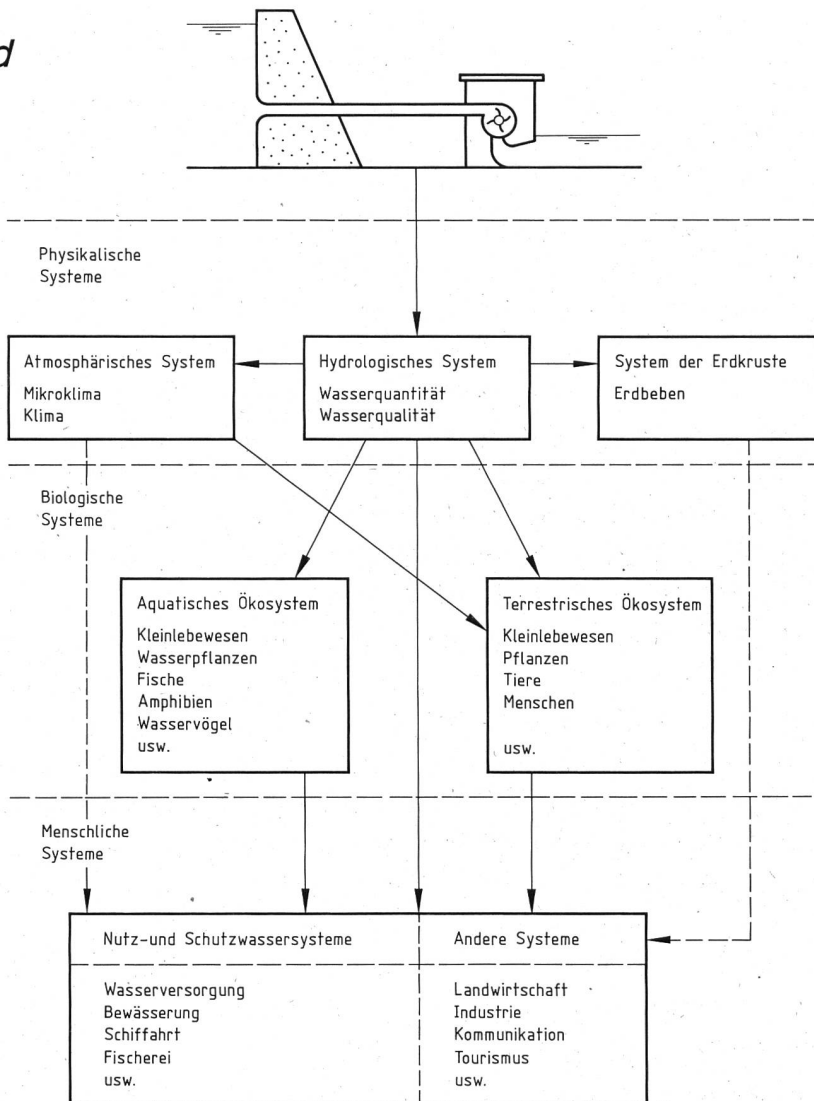 d
Physikalische
Systeme
Atmosphärisches System
Mikroklima
Klima
Hydrologisches System
Wasserquantität
Wasserqualität
System der Erdkruste
Erdbeben
Biologische
Systeme
Aquatisches Ökosystem
Kleinlebewesen
Wasserpflanzen
Fische
Amphibien
Wasservögel
usw.
Terrestrisches Ökosystem
Kleinlebewesen
Pflanzen
Tiere
Menschen
usw.
Menschliche
Systeme
Nutz-und Schutzwassersysteme
Wasserversorgung
Bewässerung
Schiffahrt
Fischerei
usw.
Andere Systeme
Landwirtschaft
Industrie
Kommunikation
Tourismus
usw.